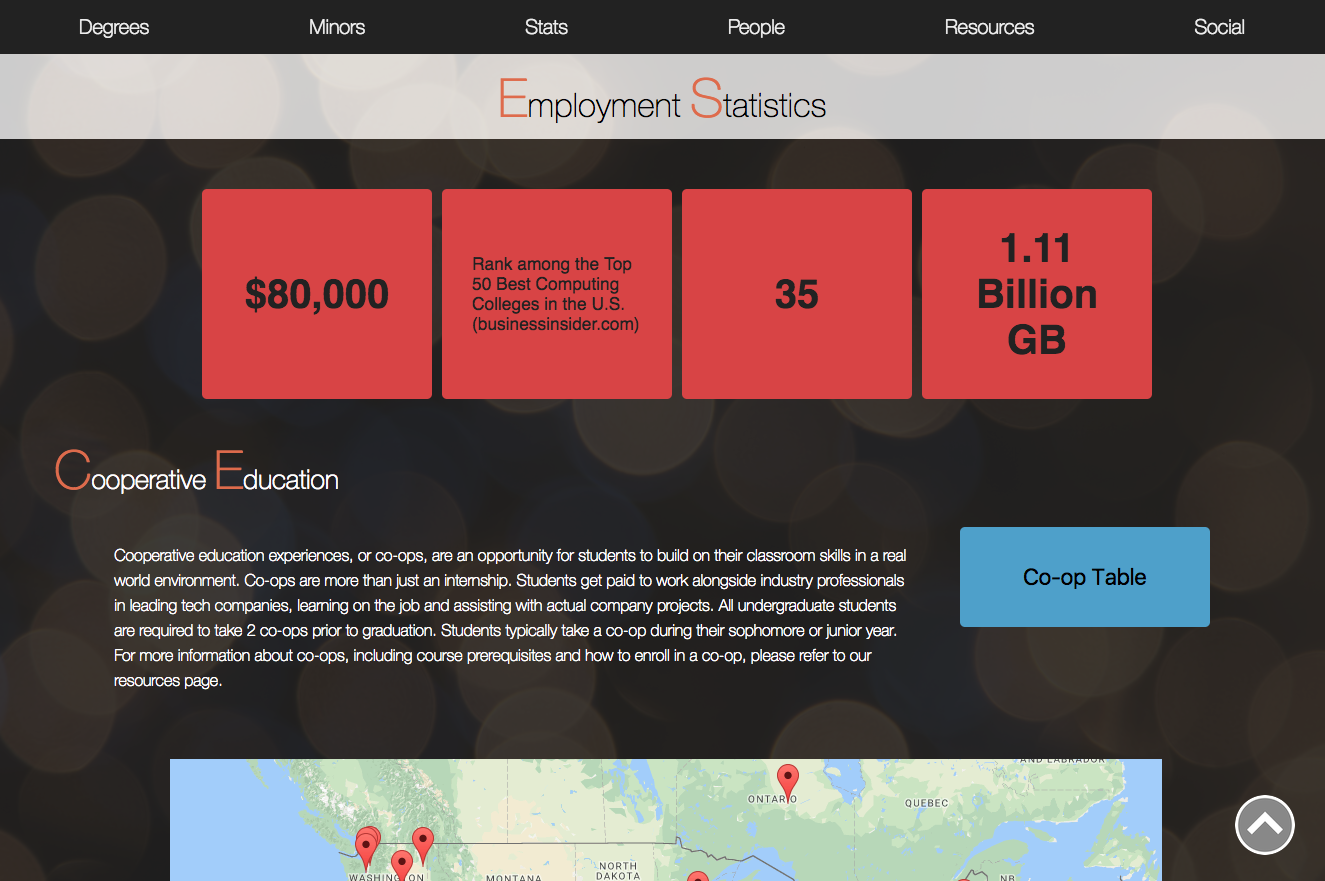 Degrees Minors Stats People Resources Social
Employment Statistics
$80,000
Rank among the Top
50 Best Computing
Colleges in the U.S.
(businessinsider.com)
35
1.11
Billion
GB
Cooperative Education
Cooperative education experiences, or co-ops, are an opportunity for students to build on their classroom skills in a real
world environment. Co-ops are more than just an internship. Students get paid to work alongside industry professionals
in leading tech companies, learning on the job and assisting with actual company projects. All undergraduate students
are required to take 2 co-ops prior to graduation. Students typically take a co-op during their sophomore or junior year.
For more information about co-ops, including course prerequisites and how to enroll in a co-op, please refer to our
resources page.
Co-op Table
AND LABRADOR
ONTARIO
QUEBEC
WASHINGTON
MONTANA
NORTH
DAKOTA
NB